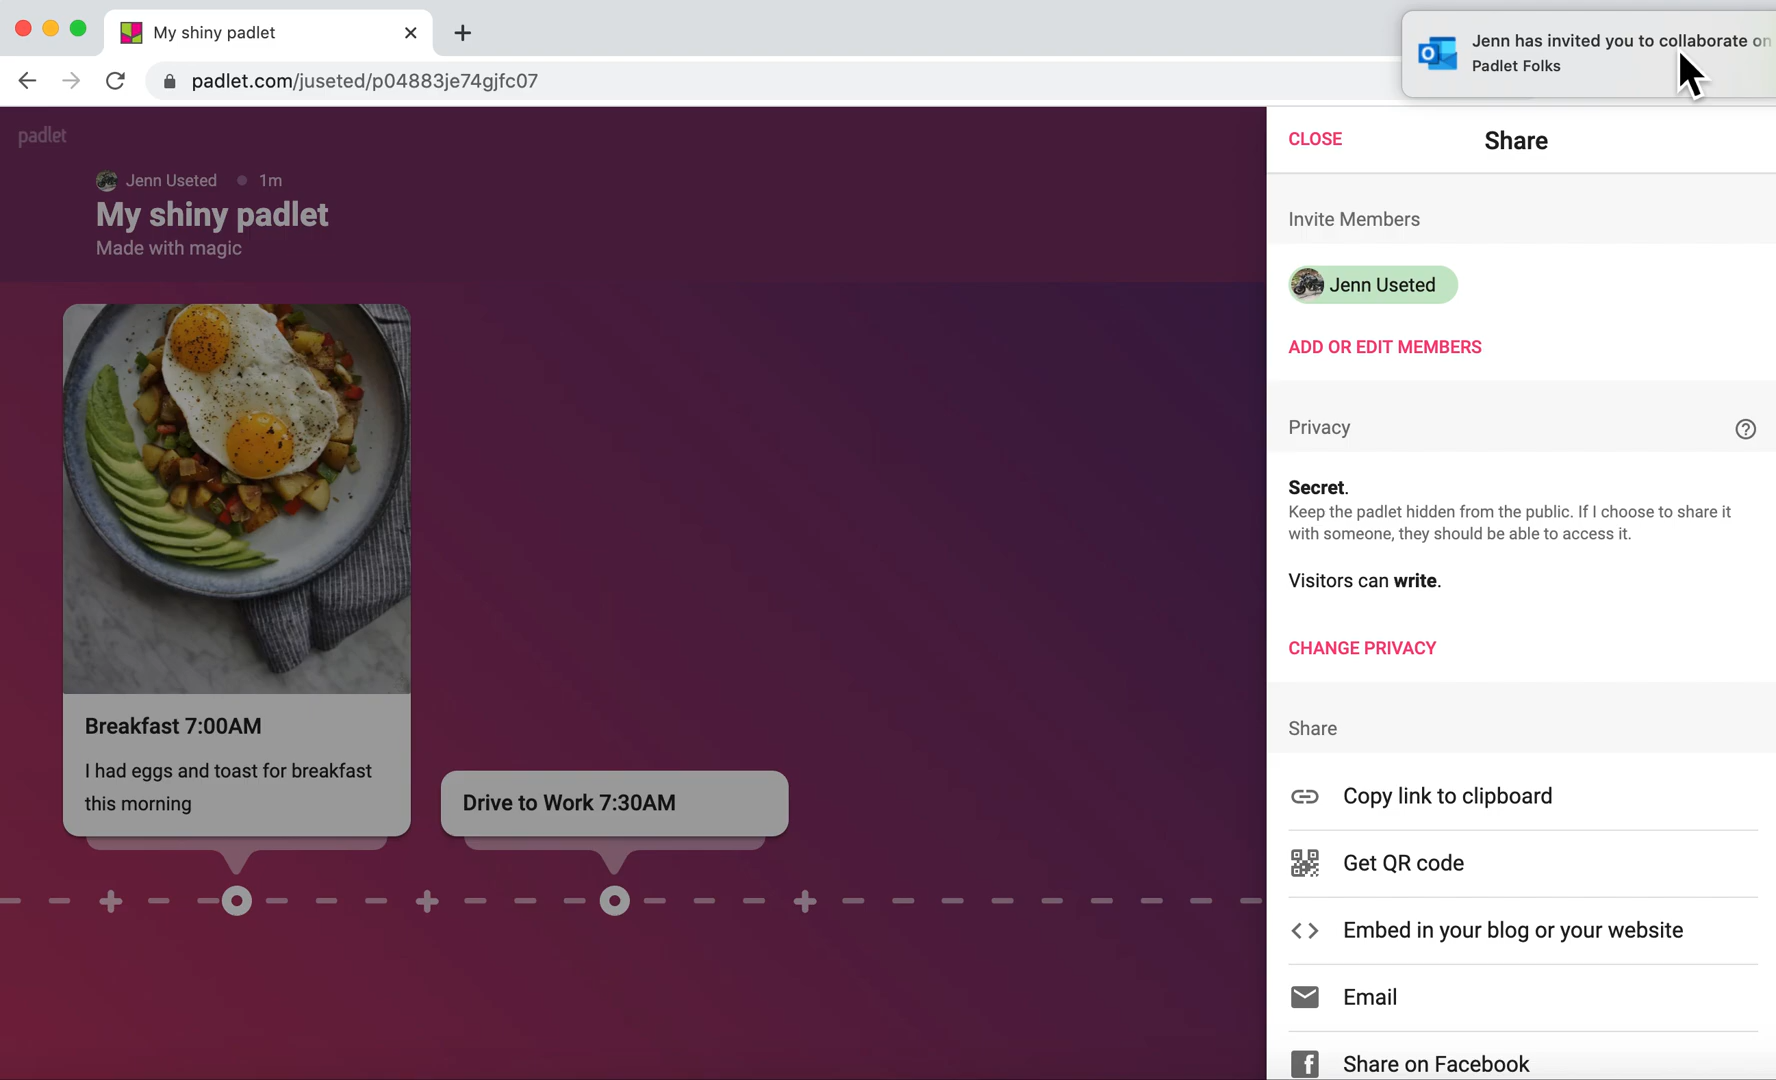 My shiny padlet
Jenn has invited you to collaborate on
Padlet Folks
padlet.com/juseted/p04883je74gjfc07
padlet
Jenn Useted 1m
My shiny padlet
Made with magic
Breakfast 7:00AM
I had eggs and toast for breakfast
this morning
Drive to Work 7:30AM
CLOSE
Share
Invite Members
Jenn Useted
ADD OR EDIT MEMBERS
Privacy
Secret.
Keep the padlet hidden from the public. If I choose to share it
with someone, they should be able to access it.
Visitors can write.
CHANGE PRIVACY
Share
Copy link to clipboard
Get QR code
Embed in your blog or your website
Email
Share on Facebook